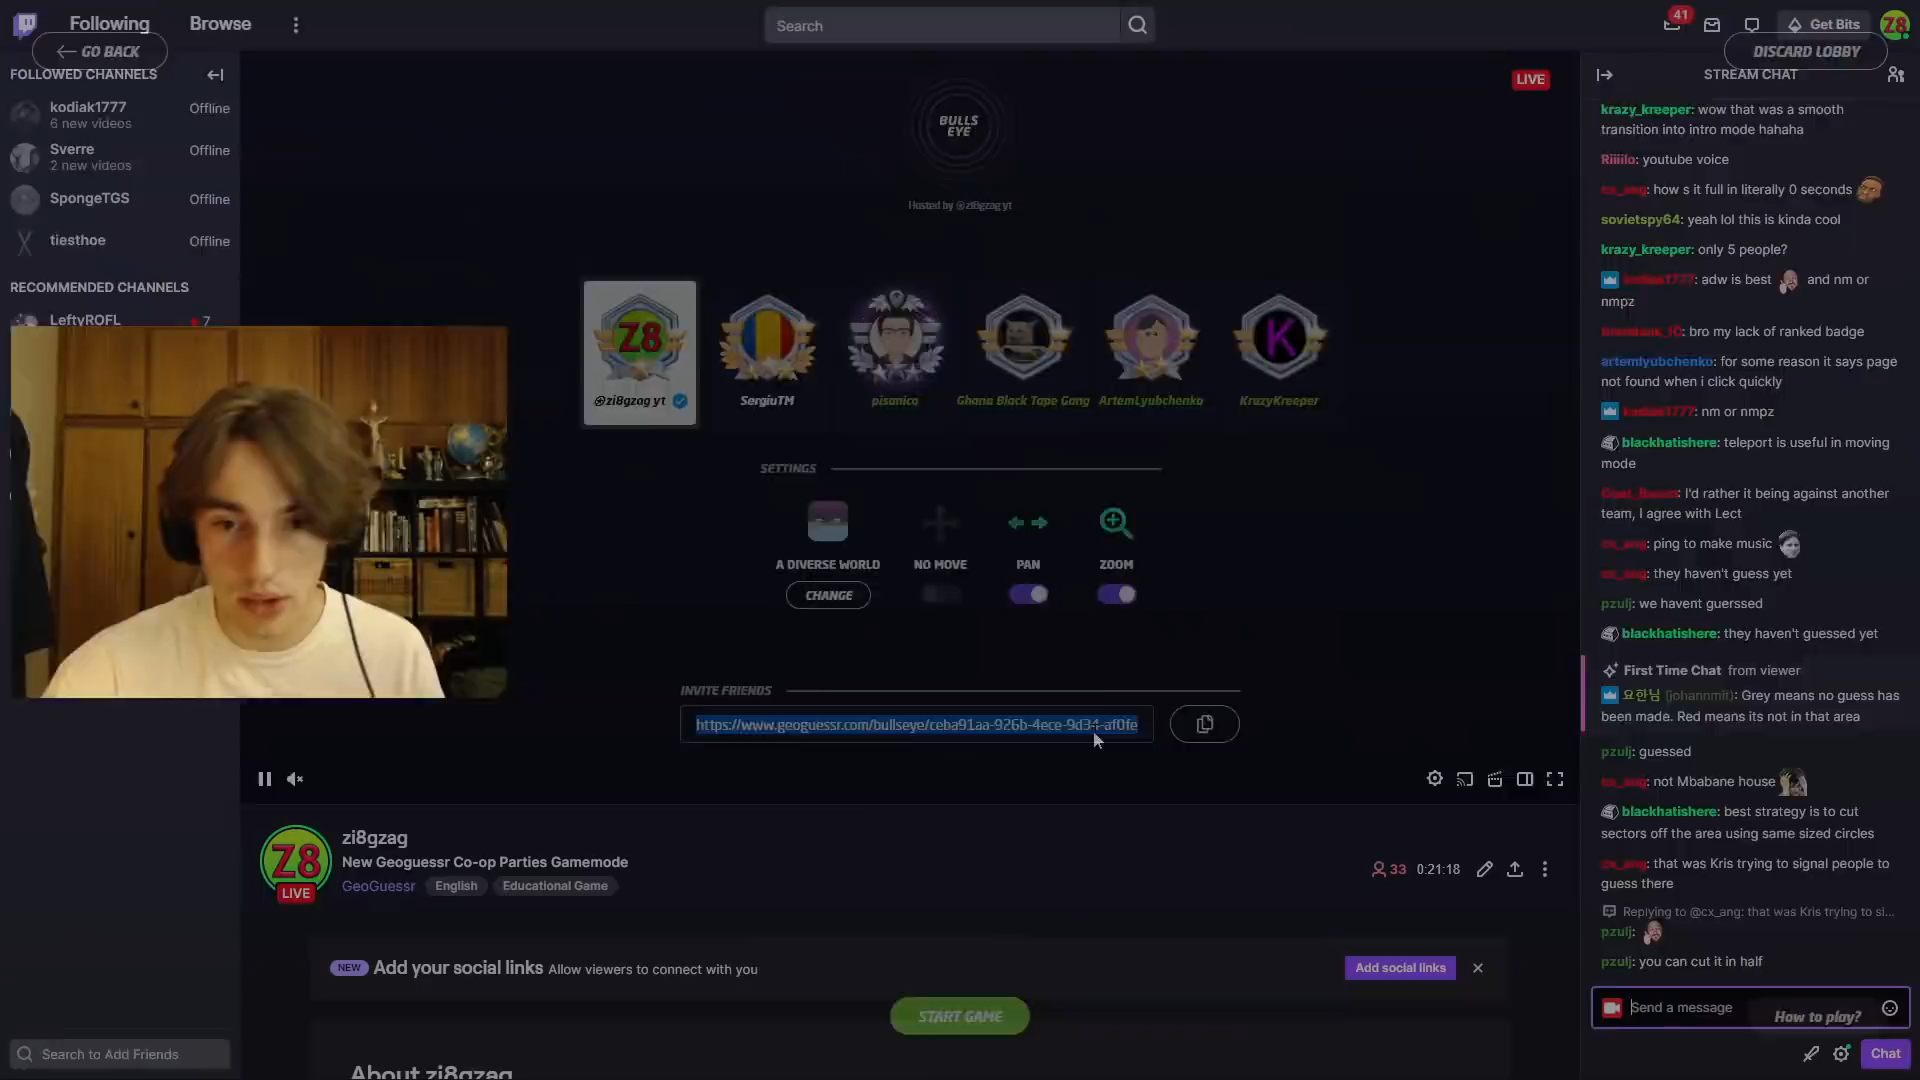 Following
Browse
Search
41
Get Bits
Z8
GO BACK
DISCARD LOBBY
FOLLOWED CHANNELS
kodiak1777
Offline
6 new videos
Sverre
Offline
2 new videos
SpongeTGS
Offline
tiesthoe
Offline
RECOMMENDED CHANNELS
LeftyROFL
7
LIVE
BULLS
EYE
Hosted by @zi8gzag yt
Z8
@zi8gzag yt
SergiuTM
pisanico
Ghana Black Tape Gang
ArtemLyubchenko
K
KrazyKreeper
SETTINGS
A DIVERSE WORLD
NO MOVE
PAN
ZOOM
CHANGE
INVITE FRIENDS
https://www.geoguessr.com/bullseye/ceba91aa-926b-4ece-9d34-af0fe
Z8
LIVE
zi8gzag
New Geoguessr Co-op Parties Gamemode
GeoGuessr
English
Educational Game
33
0:21:18
NEW
Add your social links
Allow viewers to connect with you
Add social links
START GAME
About zi8gzag
Search to Add Friends
STREAM CHAT
krazy_kreeper: wow that was a smooth
transition into intro mode hahaha
Riiiilo: youtube voice
cx_ang: how s it full in literally 0 seconds
sovietspy64: yeah lol this is kinda cool
krazy_kreeper: only 5 people?
kodiak1777: adw is best and nm or
nmpz
: bro my lack of ranked badge
artemlyubchenko: for some reason it says page
not found when i click quickly
kodiak1777: nm or nmpz
blackhatishere: teleport is useful in moving
mode
: I'd rather it being against another
team, I agree with Lect
cx_ang: ping to make music
cx_ang: they haven't guess yet
pzulj: we havent guerssed
blackhatishere: they haven't guessed yet
First Time Chat from viewer
요한님 (johannmit): Grey means no guess has
been made. Red means its not in that area
pzulj: guessed
cx_ang: not Mbabane house
blackhatishere: best strategy is to cut
sectors off the area using same sized circles
cx_ang: that was Kris trying to signal people to
guess there
Replying to @cx_ang: that was Kris trying to si...
pzulj:
pzulj: you can cut it in half
Send a message
How to play?
Chat